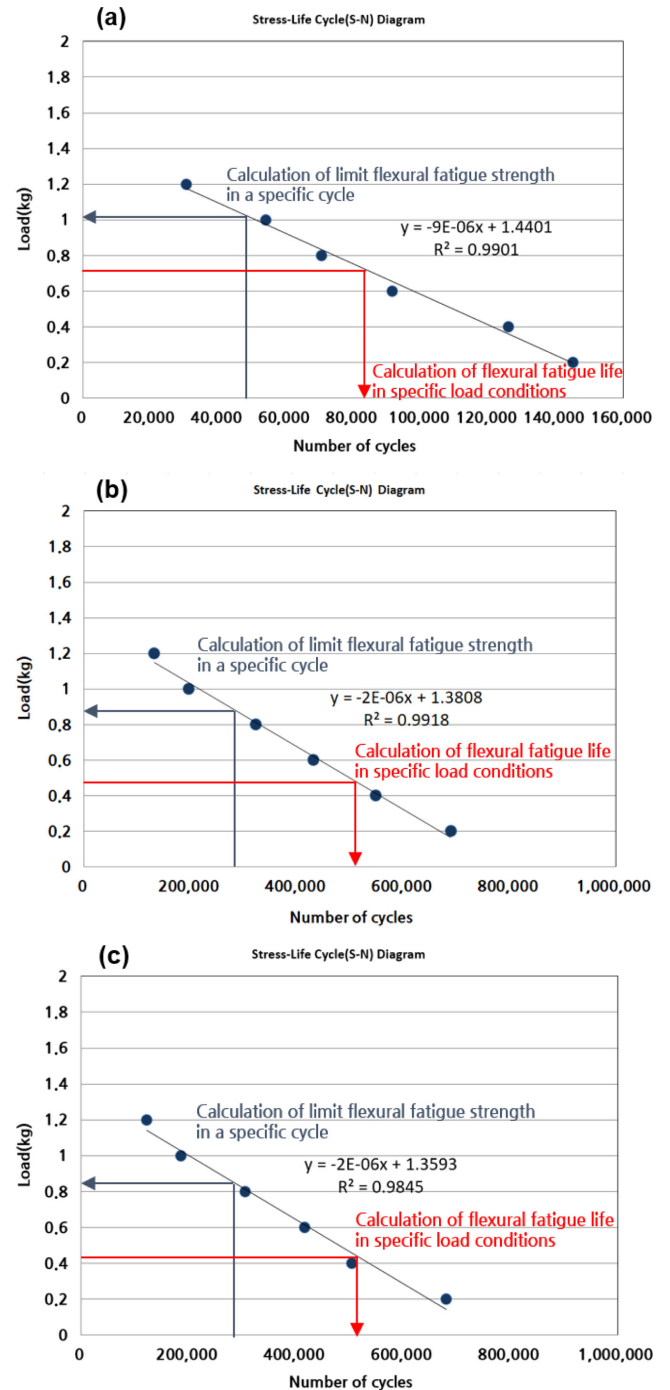 (a)
Stress-Life Cycle(S-N) Diagram
2
1.8
1.6
1.4
1.2
1
0.8
0.6
0.4
0.2
0
Load(kg)
Calculation of limit flexural fatigue strength
in a specific cycle
y = -9E-06x + 1.4401
R² = 0.9901
Calculation of flexural fatigue life
in specific load conditions
0 20,000 40,000 60,000 80,000 100,000 120,000 140,000 160,000
Number of cycles
(b)
Stress-Life Cycle(S-N) Diagram
2
1.8
1.6
1.4
1.2
1
0.8
0.6
0.4
0.2
0
Load(kg)
Calculation of limit flexural fatigue strength
in a specific cycle
y = -2E-06x + 1.3808
R² = 0.9918
Calculation of flexural fatigue life
in specific load conditions
0 200,000 400,000 600,000 800,000 1,000,000
Number of cycles
(c)
Stress-Life Cycle(S-N) Diagram
2
1.8
1.6
1.4
1.2
1
0.8
0.6
0.4
0.2
0
Load(kg)
Calculation of limit flexural fatigue strength
in a specific cycle
y = -2E-06x + 1.3593
R² = 0.9845
Calculation of flexural fatigue life
in specific load conditions
0 200,000 400,000 600,000 800,000 1,000,000
Number of cycles